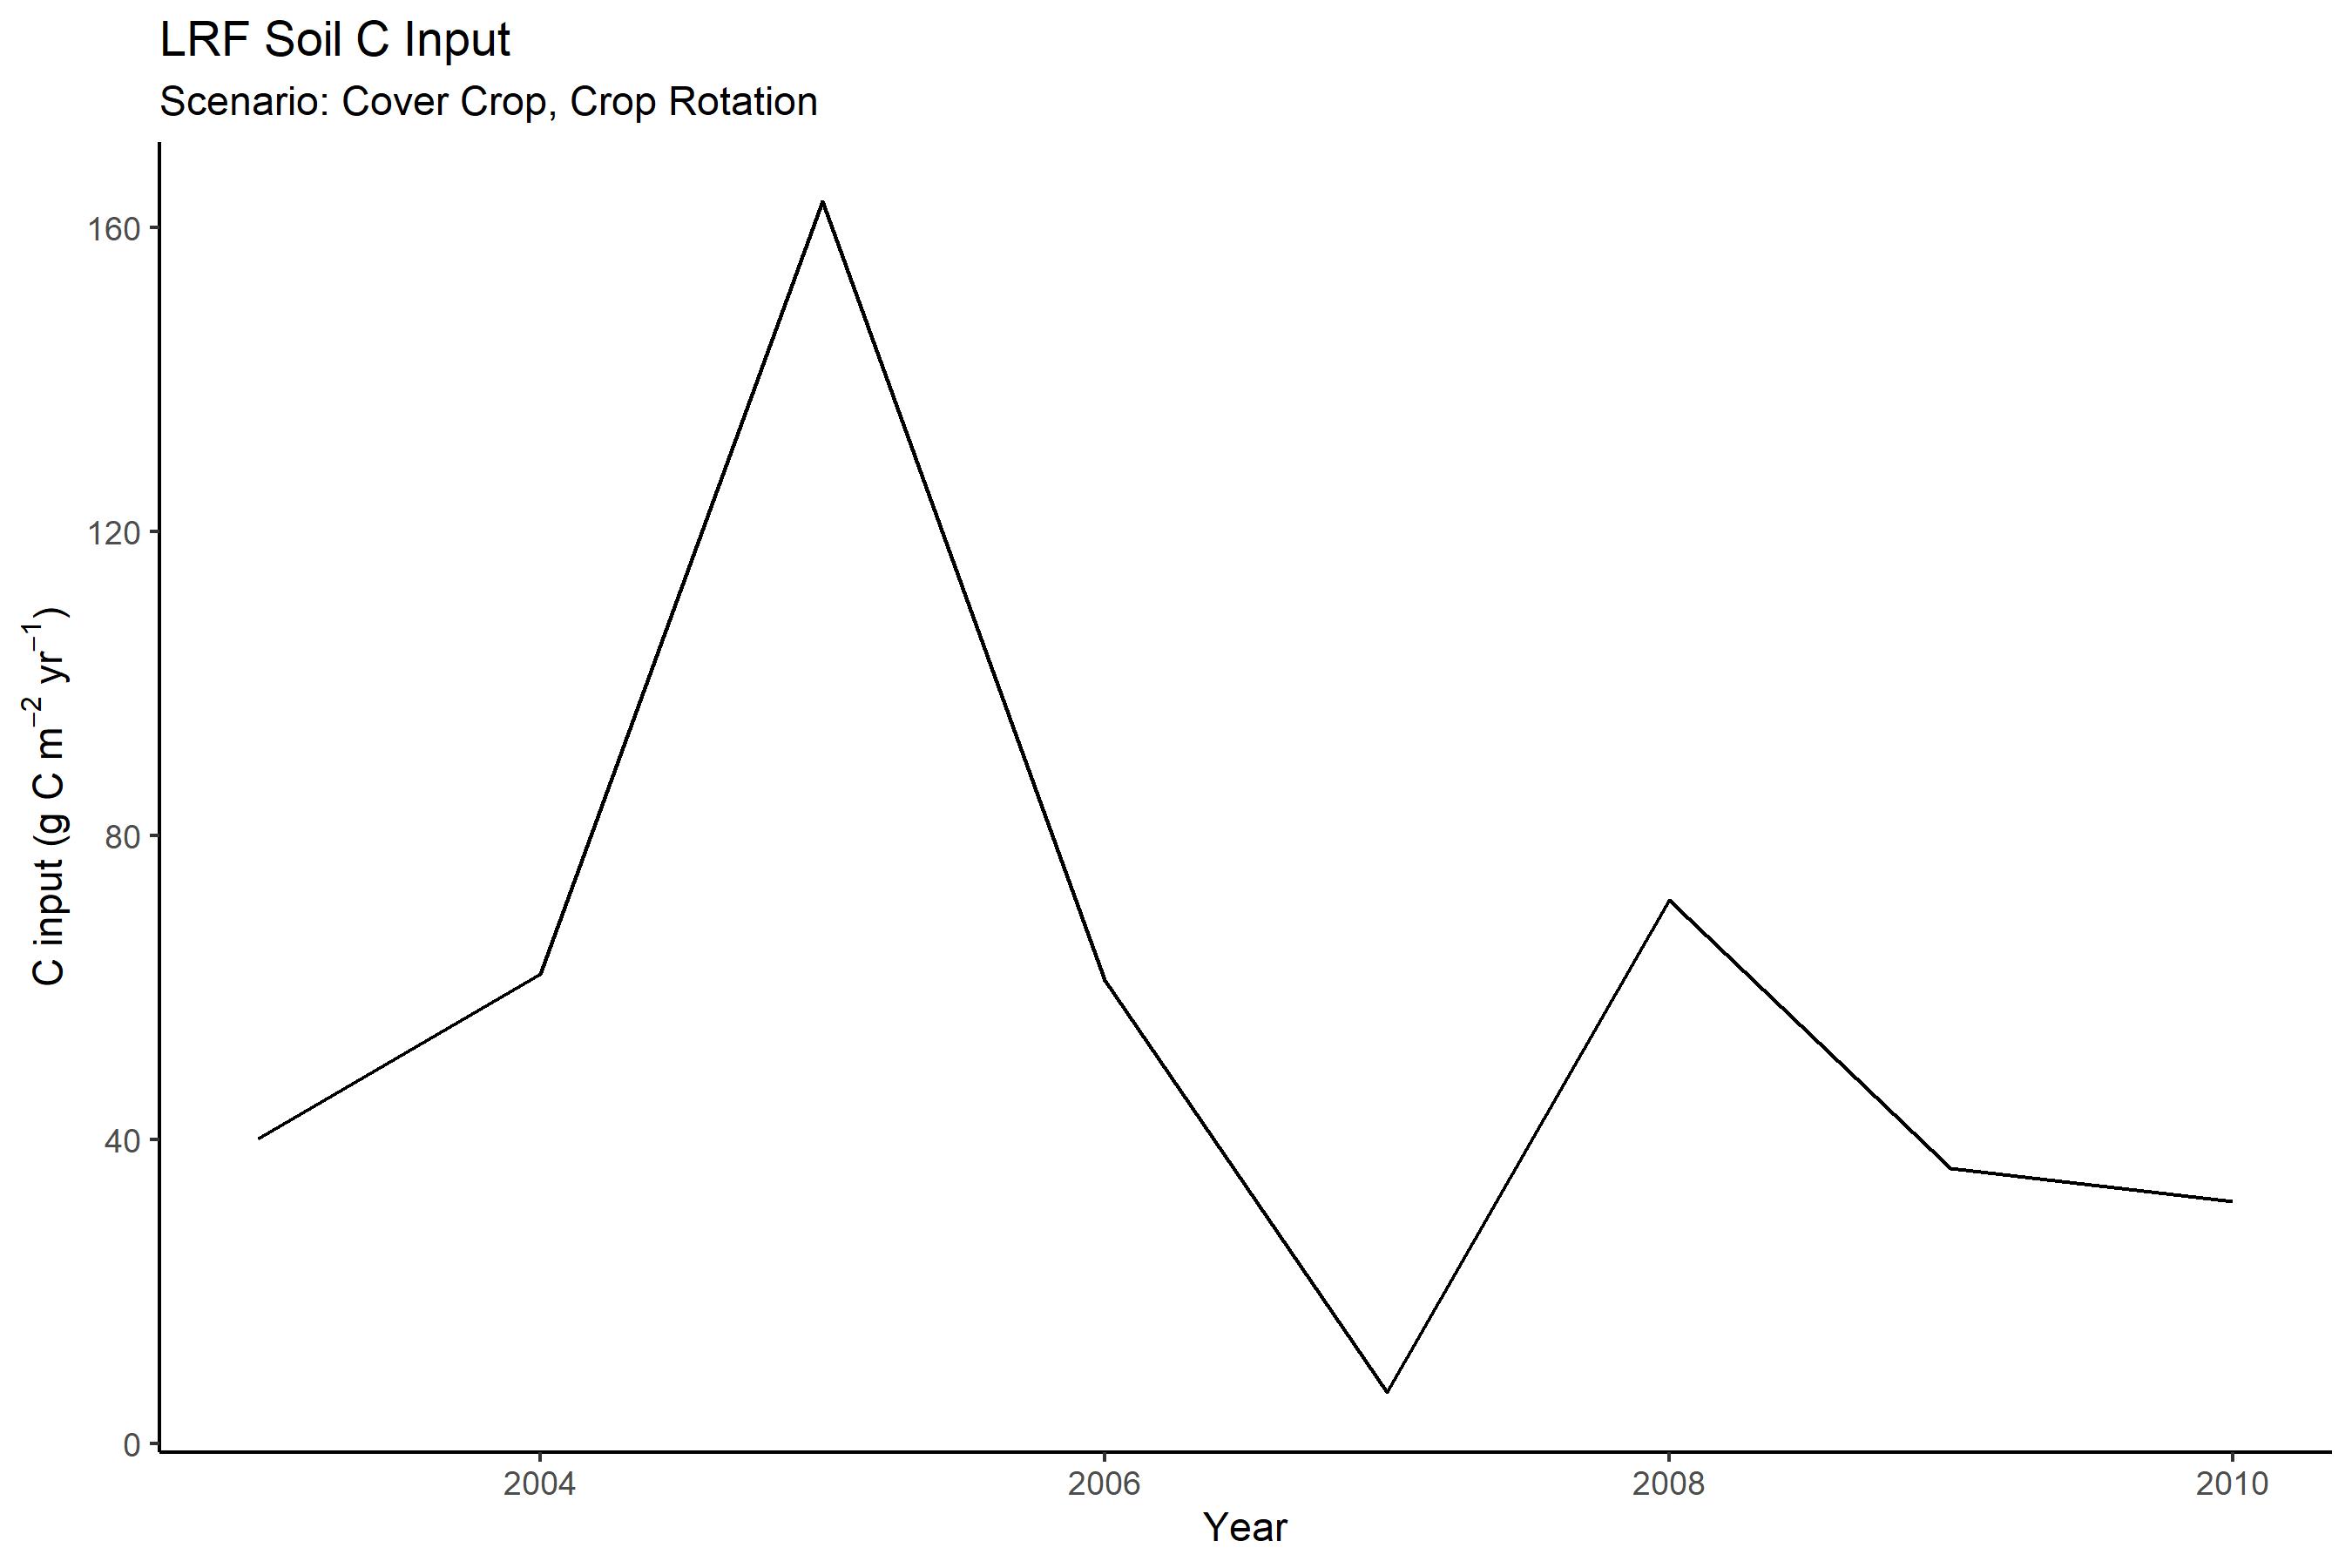 LRF Soil C Input
Scenario: Cover Crop, Crop Rotation
C input (g C m⁻² yr⁻¹)
160
120
80
40
0
2004 2006 2008 2010
Year